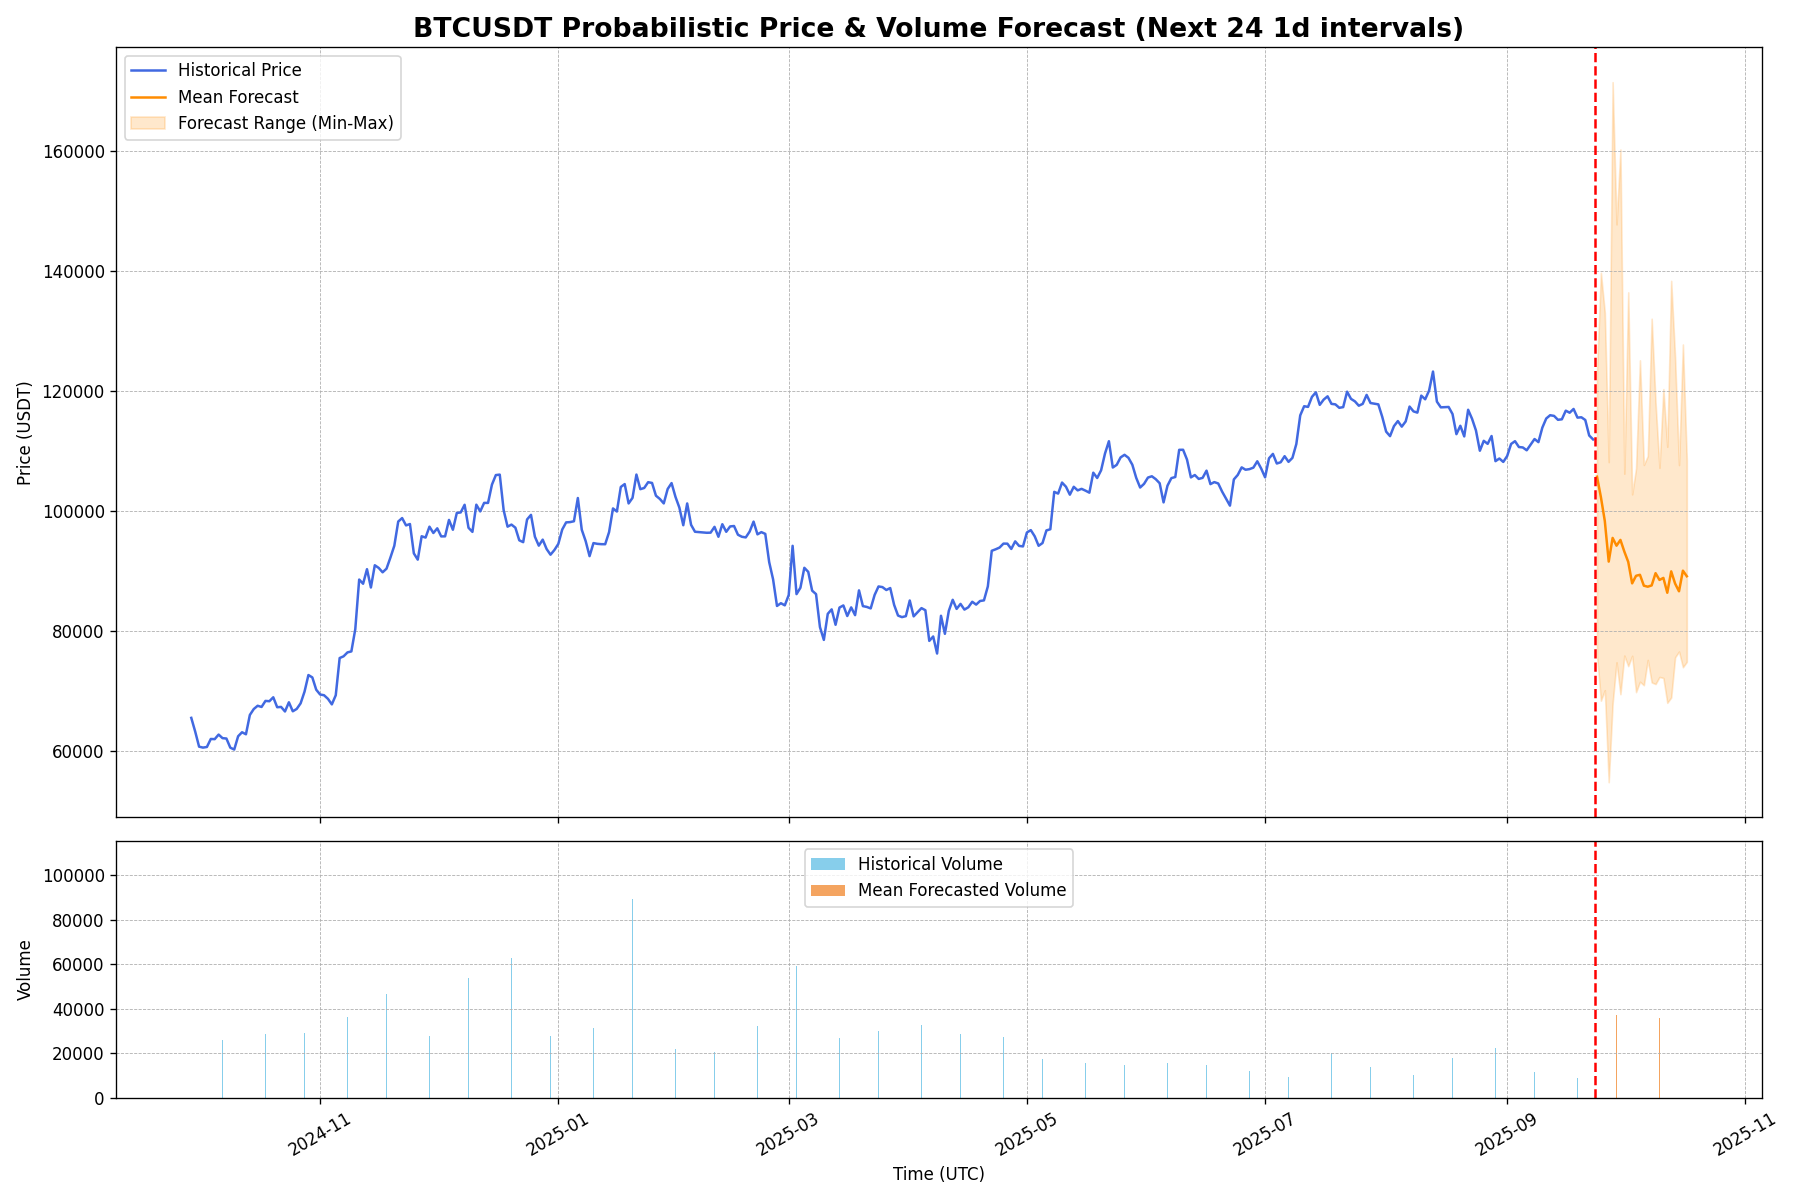 BTCUSDT Probabilistic Price & Volume Forecast (Next 24 1d intervals)
Historical Price
Mean Forecast
Forecast Range (Min-Max)
160000
140000
120000
100000
80000
60000
Price (USDT)
Historical Volume
Mean Forecasted Volume
100000
80000
60000
40000
20000
0
Volume
2024-11
2025-01
2025-03
2025-05
2025-07
2025-09
2025-11
Time (UTC)